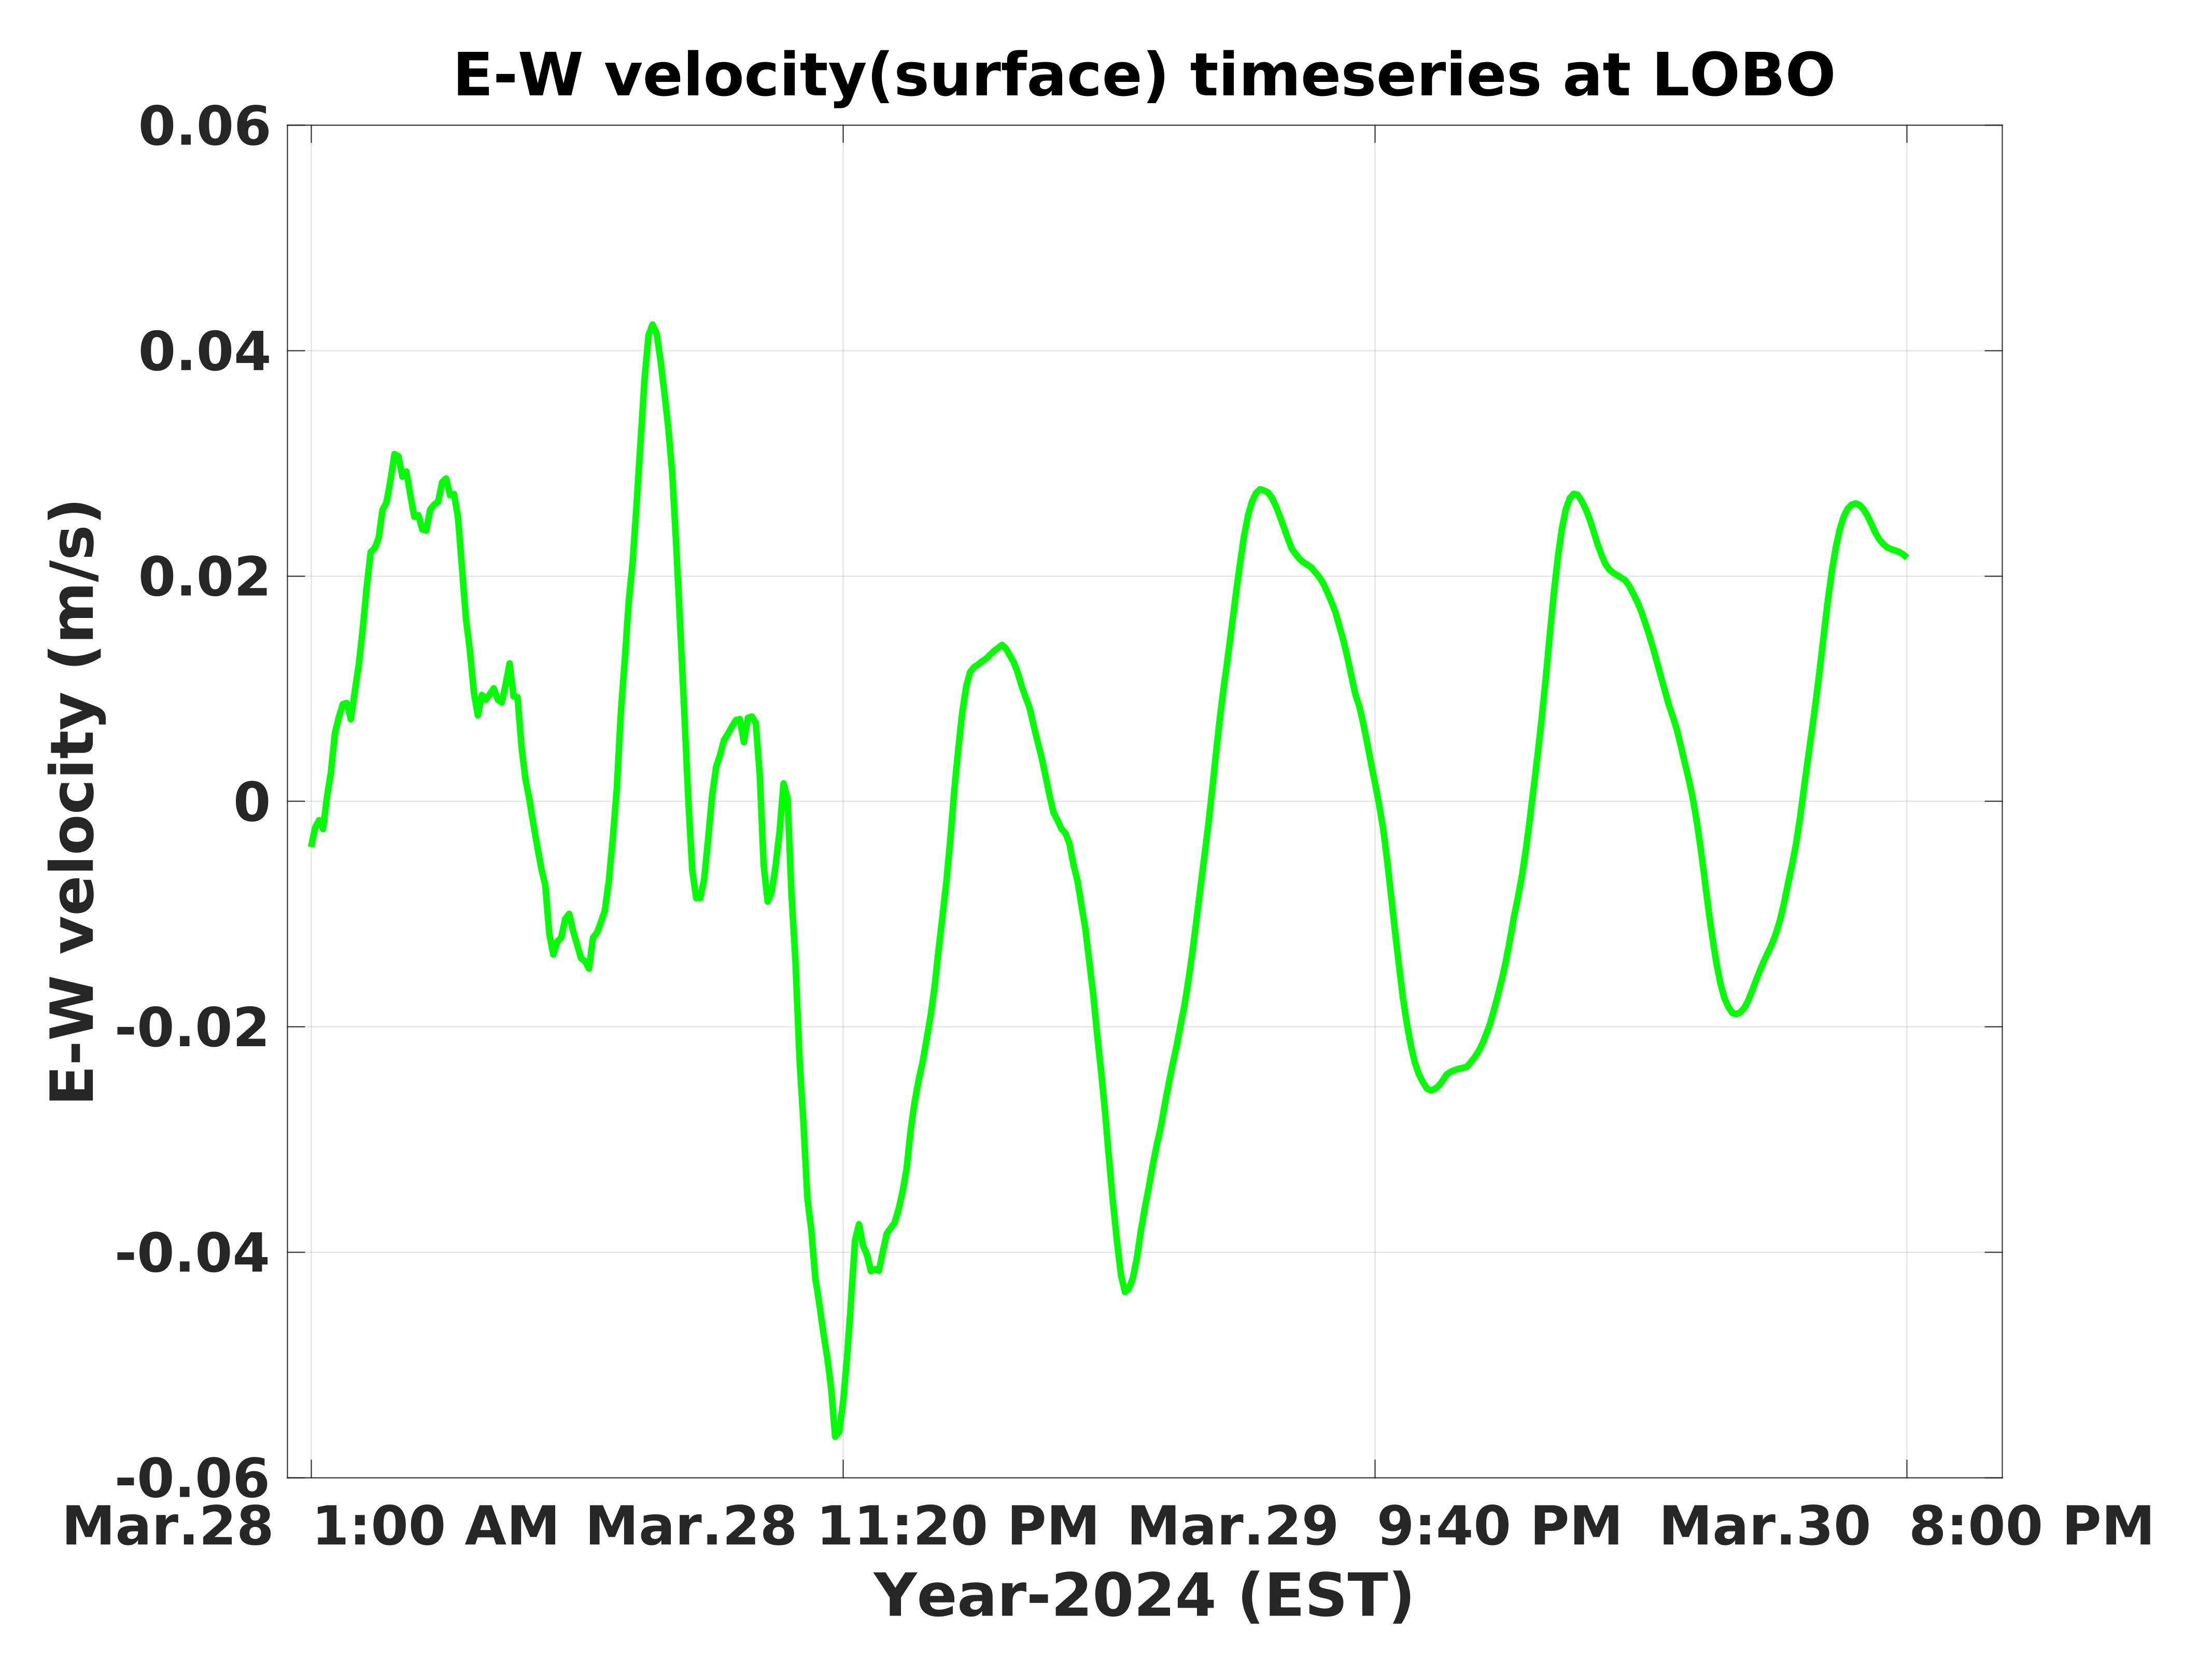 E-W velocity(surface) timeseries at LOBO
0.06
0.04
0.02
0
-0.02
-0.04
-0.06
E-W velocity (m/s)
Mar.28 1:00 AM Mar.28 11:20 PM Mar.29 9:40 PM Mar.30 8:00 PM
Year-2024 (EST)